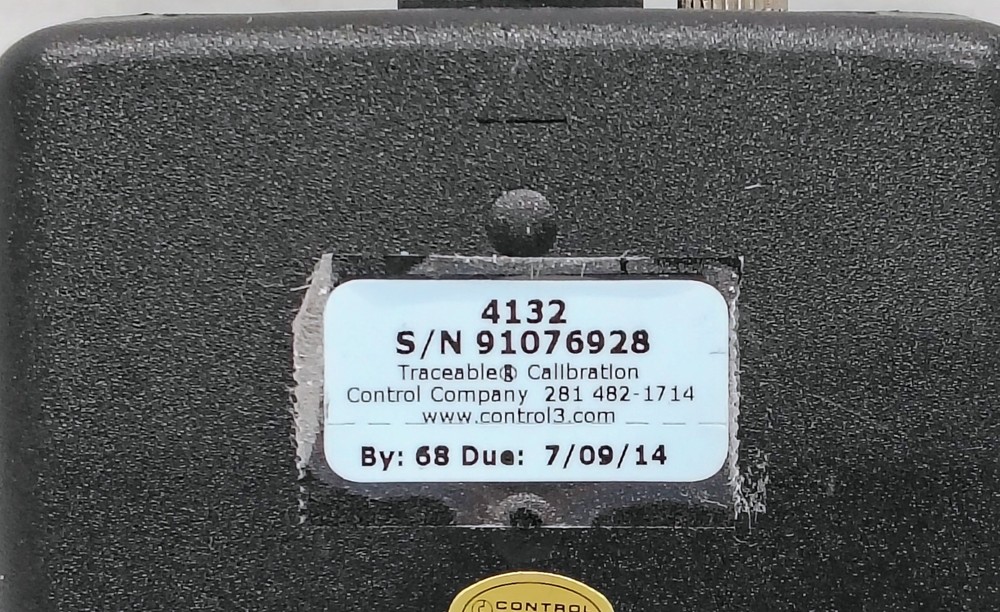 4132
S/N 91076928
Traceable® Calibration
Control Company 281 482-1714
www.control3.com
By: 68 Due: 7/09/14
CONTROL